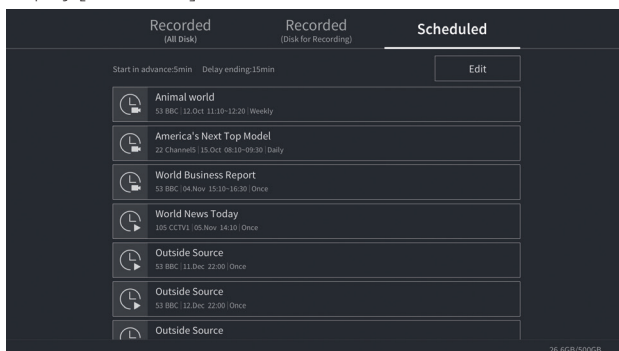 Recorded
(All Disk)
Recorded
(Disk for Recording)
Scheduled
Start in advance:5min Delay ending:15min
Edit
Animal world
53 BBC | 12.Oct 11:10~12:20 | Weekly
America's Next Top Model
22 Channel5 | 15.Oct 08:10~09:30 | Daily
World Business Report
53 BBC | 04.Nov 15:10~16:30 | Once
World News Today
105 CCTV1 | 05.Nov 14:10 | Once
Outside Source
53 BBC | 11.Dec 22:00 | Once
Outside Source
53 BBC | 12.Dec 22:00 | Once
Outside Source
26.6GB/500GB